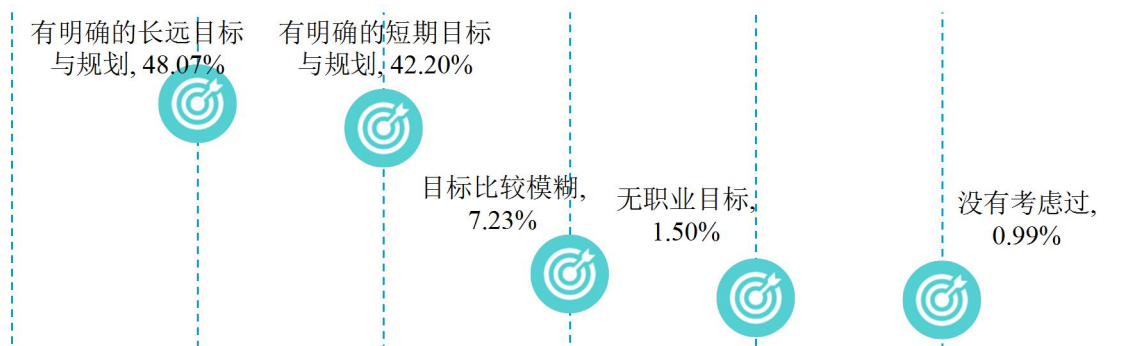 有明确的长远目标
与规划, 48.07%
有明确的短期目标
与规划, 42.20%
目标比较模糊,
7.23%
无职业目标,
1.50%
没有考虑过,
0.99%